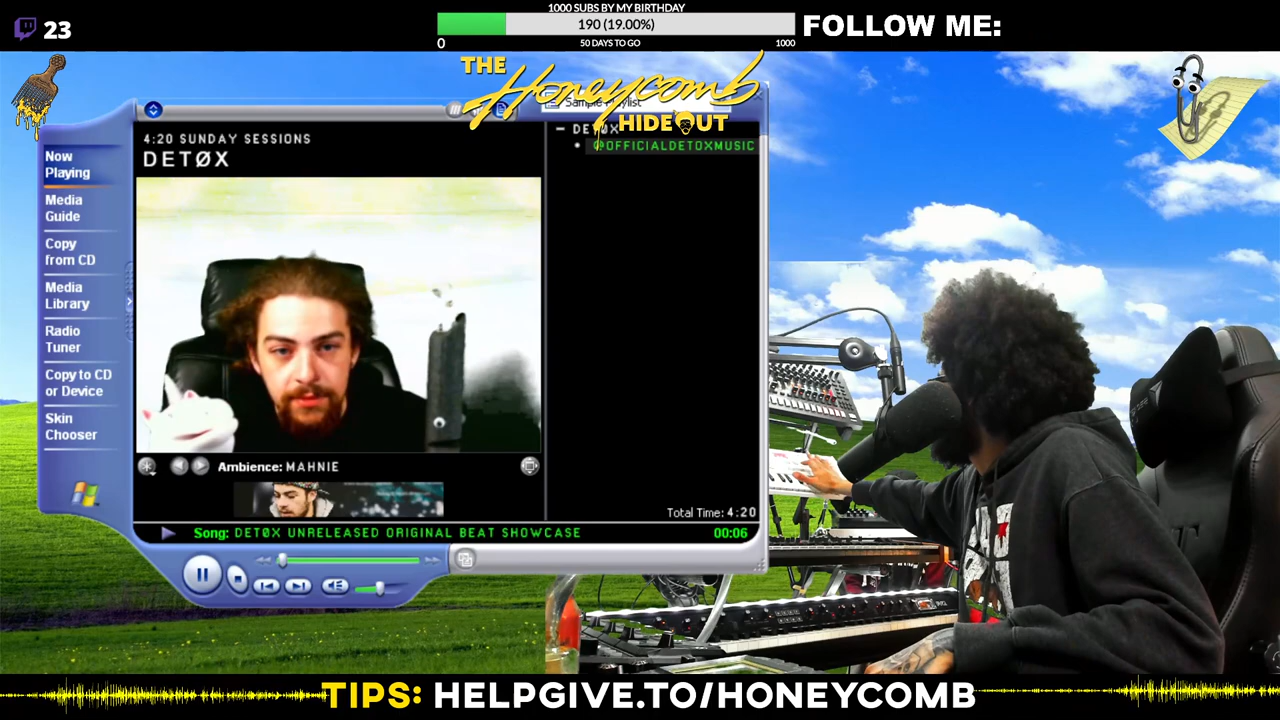 23
1000 SUBS BY MY BIRTHDAY
190 (19.00%)
0
50 DAYS TO GO
1000
FOLLOW ME:
THE
Honeycomb
HIDEOUT
4:20 SUNDAY SESSIONS
DETØX
Sample Playlist
DETØX
@OFFICIALDETOXMUSIC
Now
Playing
Media
Guide
Copy
from CD
Media
Library
Radio
Tuner
Copy to CD
or Device
Skin
Chooser
Ambience: MAHNIE
Total Time: 4:20
Song: DETØX UNRELEASED ORIGINAL BEAT SHOWCASE
00:06
TIPS: HELPGIVE.TO/HONEYCOMB